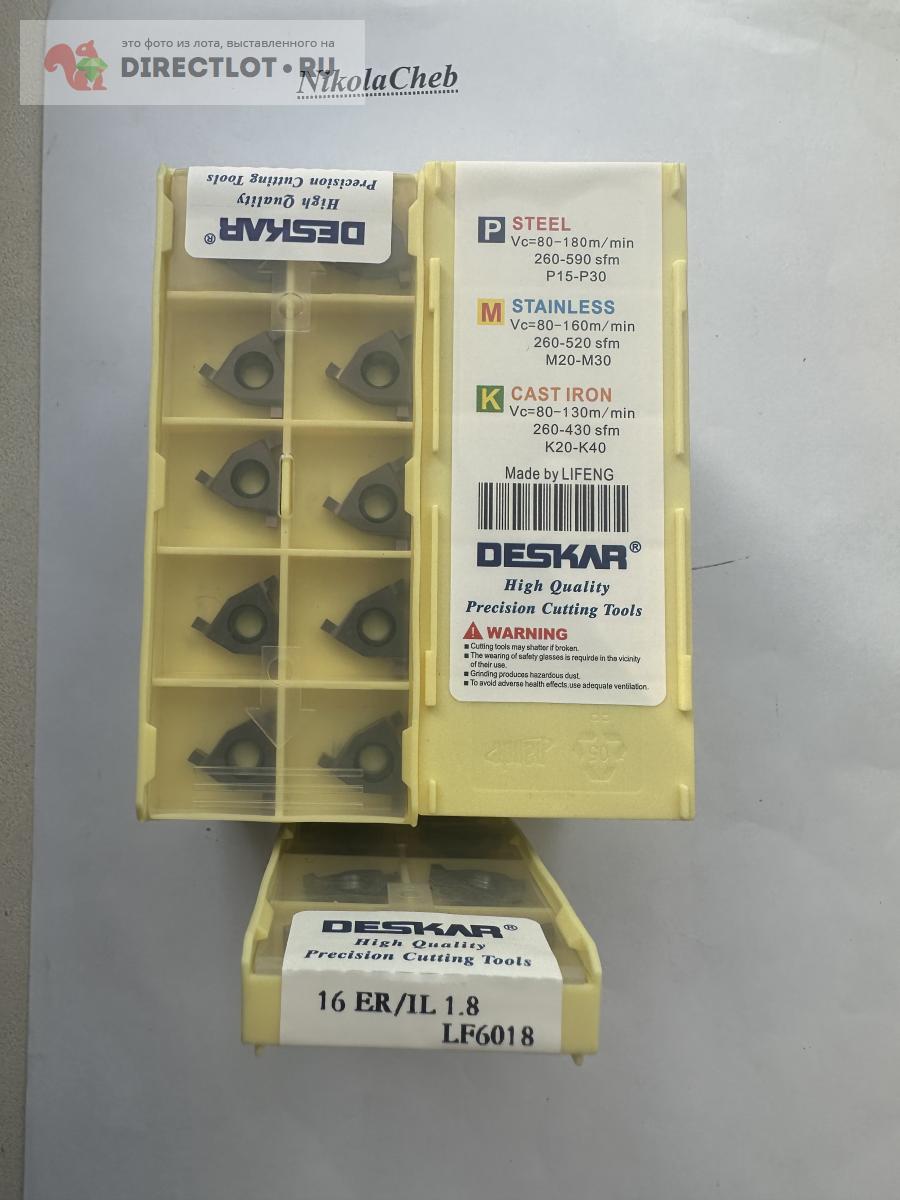 это фото из лота, выставленного на
DIRECTLOT.RU
NikolaCheb
DESKAR®
High Quality
Precision Cutting Tools
P STEEL
Vc=80-180m/min
260-590 sfm
P15-P30
M STAINLESS
Vc=80-160m/min
260-520 sfm
M20-M30
K CAST IRON
Vc=80-130m/min
260-430 sfm
K20-K40
Made by LIFENG
DESKAR®
High Quality
Precision Cutting Tools
WARNING
■ Cutting tools may shatter if broken.
■ The wearing of safety glasses is requirde in the vicinity
of their use.
■ Grinding produces hazardous dust.
■ To avoid adverse health effects.use adequate ventilation.
DESKAR®
High Quality
Precision Cutting Tools
16 ER/IL 1.8
LF6018